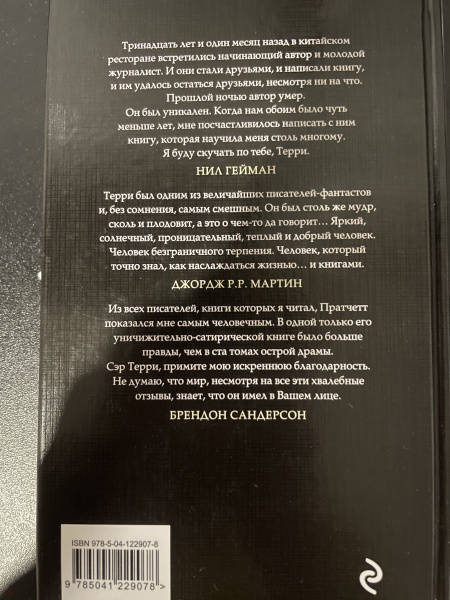 Тринадцать лет и один месяц назад в китайском
ресторане встретились начинающий автор и молодой
журналист. И они стали друзьями, и написали книгу,
и им удалось остаться друзьями, несмотря ни на что.
Прошлой ночью автор умер.
Он был уникален. Когда нам обоим было чуть
меньше лет, мне посчастливилось написать с ним
книгу, которая научила меня столь многому.
Я буду скучать по тебе, Терри.
НИЛ ГЕЙМАН
Терри был одним из величайших писателей-фантастов
и, без сомнения, самым смешным. Он был столь же мудр,
сколь и плодовит, а это о чем-то да говорит… Яркий,
солнечный, проницательный, теплый и добрый человек.
Человек безграничного терпения. Человек, который
точно знал, как наслаждаться жизнью… и книгами.
ДЖОРДЖ Р.Р. МАРТИН
Из всех писателей, книги которых я читал, Пратчетт
показался мне самым человечным. В одной только его
уничижительно-сатирической книге было больше
правды, чем в ста томах острой драмы.
Сэр Терри, примите мою искреннюю благодарность.
Не думаю, что мир, несмотря на все эти хвалебные
отзывы, знает, что он имел в Вашем лице.
БРЕНДОН САНДЕРСОН
ISBN 978-5-04-122907-8
9 785041 229078 >